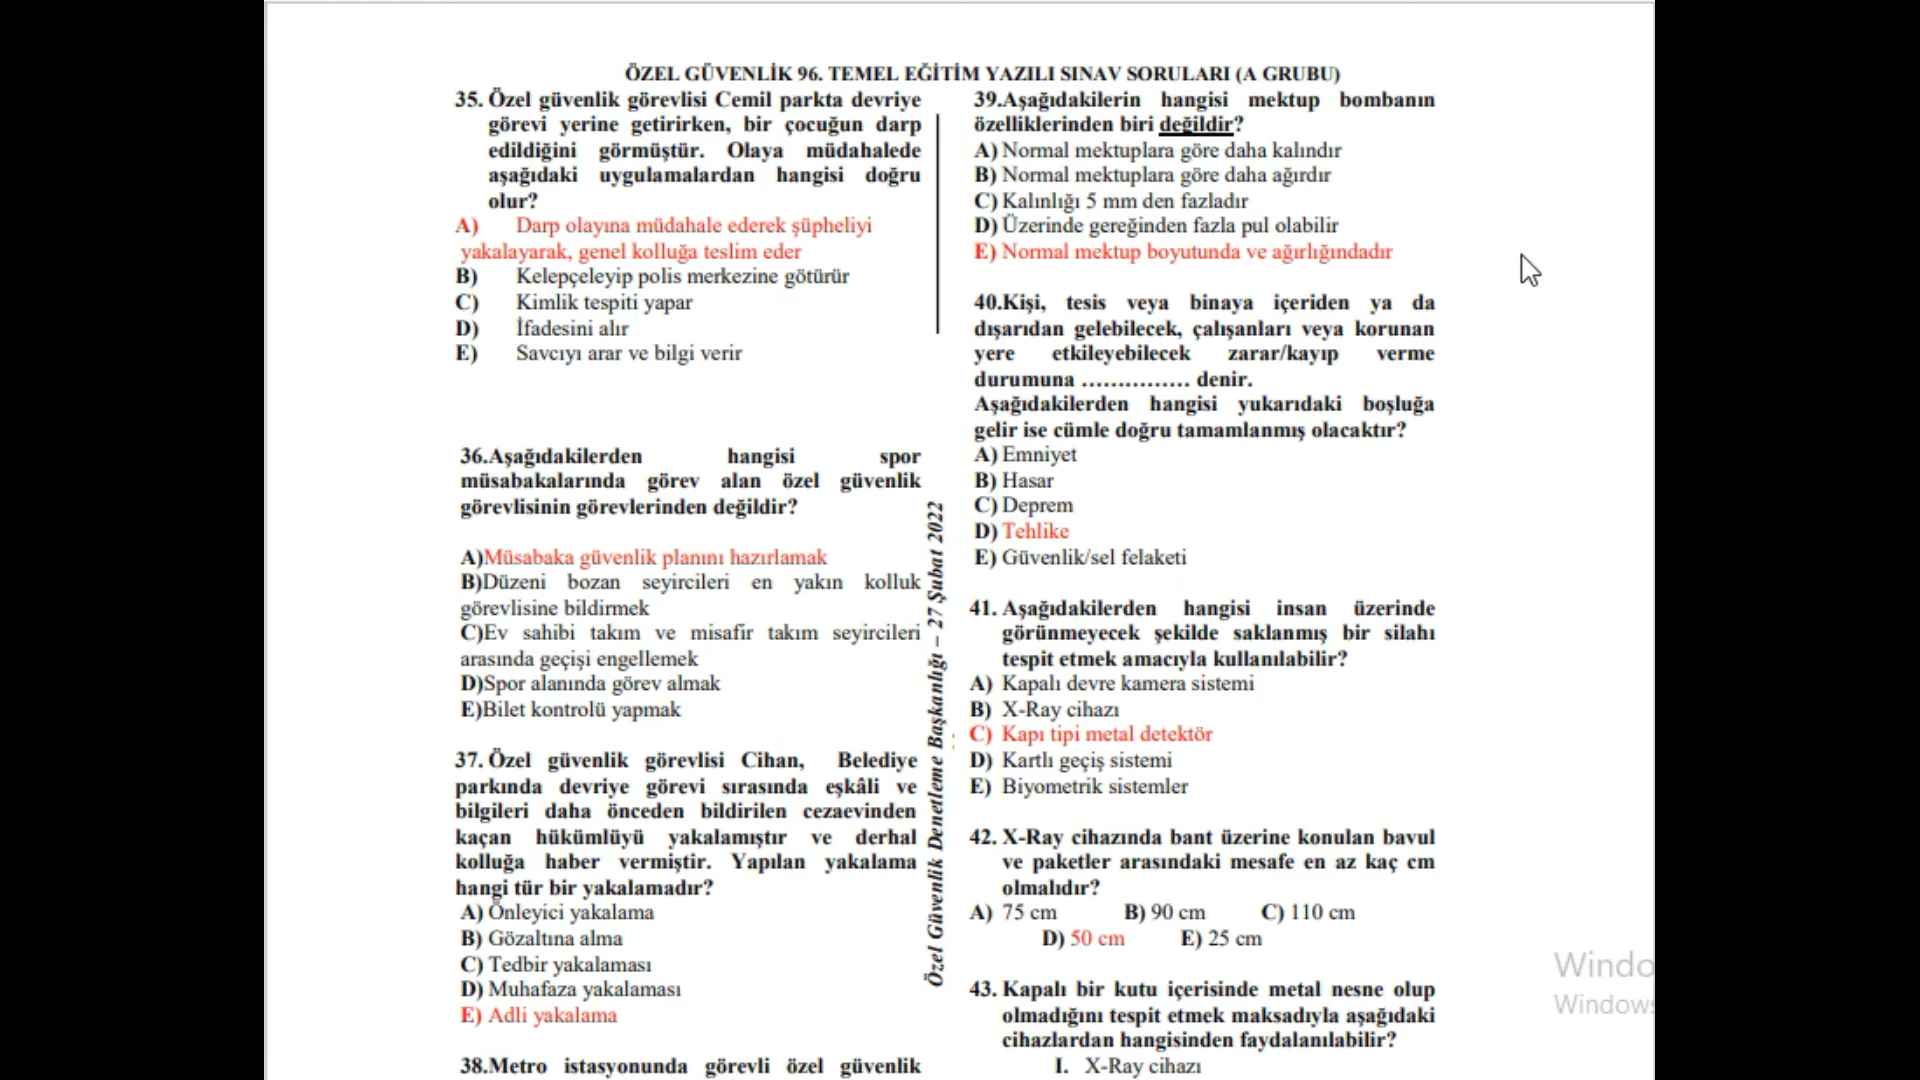 ÖZEL GÜVENLİK 96. TEMEL EĞİTİM YAZILI SINAV SORULARI (A GRUBU)
35. Özel güvenlik görevlisi Cemil parkta devriye
görevi yerine getirirken, bir çocuğun darp
edildiğini görmüştür. Olaya müdahalede
aşağıdaki uygulamalardan hangisi doğru
olur?
A) Darp olayına müdahale ederek şüpheliyi
yakalayarak, genel kolluğa teslim eder
B) Kelepçeleyip polis merkezine götürür
C) Kimlik tespiti yapar
D) İfadesini alır
E) Savcıyı arar ve bilgi verir
36.Aşağıdakilerden hangisi spor
müsabakalarında görev alan özel güvenlik
görevlisinin görevlerinden değildir?
A)Müsabaka güvenlik planını hazırlamak
B)Düzeni bozan seyircileri en yakın kolluk
görevlisine bildirmek
C)Ev sahibi takım ve misafir takım seyircileri
arasında geçişi engellemek
D)Spor alanında görev almak
E)Bilet kontrolü yapmak
37. Özel güvenlik görevlisi Cihan, Belediye
parkında devriye görevi sırasında eşkâli ve
bilgileri daha önceden bildirilen cezaevinden
kaçan hükümlüyü yakalamıştır ve derhal
kolluğa haber vermiştir. Yapılan yakalama
hangi tür bir yakalamadır?
A) Önleyici yakalama
B) Gözaltına alma
C) Tedbir yakalaması
D) Muhafaza yakalaması
E) Adli yakalama
38.Metro istasyonunda görevli özel güvenlik
Özel Güvenlik Denetleme Başkanlığı – 27 Şubat 2022
39.Aşağıdakilerin hangisi mektup bombanın
özelliklerinden biri değildir?
A) Normal mektuplara göre daha kalındır
B) Normal mektuplara göre daha ağırdır
C) Kalınlığı 5 mm den fazladır
D) Üzerinde gereğinden fazla pul olabilir
E) Normal mektup boyutunda ve ağırlığındadır
40.Kişi, tesis veya binaya içeriden ya da
dışarıdan gelebilecek, çalışanları veya korunan
yere etkileyebilecek zarar/kayıp verme
durumuna ............... denir.
Aşağıdakilerden hangisi yukarıdaki boşluğa
gelir ise cümle doğru tamamlanmış olacaktır?
A) Emniyet
B) Hasar
C) Deprem
D) Tehlike
E) Güvenlik/sel felaketi
41. Aşağıdakilerden hangisi insan üzerinde
görünmeyecek şekilde saklanmış bir silahı
tespit etmek amacıyla kullanılabilir?
A) Kapalı devre kamera sistemi
B) X-Ray cihazı
C) Kapı tipi metal detektör
D) Kartlı geçiş sistemi
E) Biyometrik sistemler
42. X-Ray cihazında bant üzerine konulan bavul
ve paketler arasındaki mesafe en az kaç cm
olmalıdır?
A) 75 cm B) 90 cm C) 110 cm
D) 50 cm E) 25 cm
43. Kapalı bir kutu içerisinde metal nesne olup
olmadığını tespit etmek maksadıyla aşağıdaki
cihazlardan hangisinden faydalanılabilir?
I. X-Ray cihazı
Windo
Windows